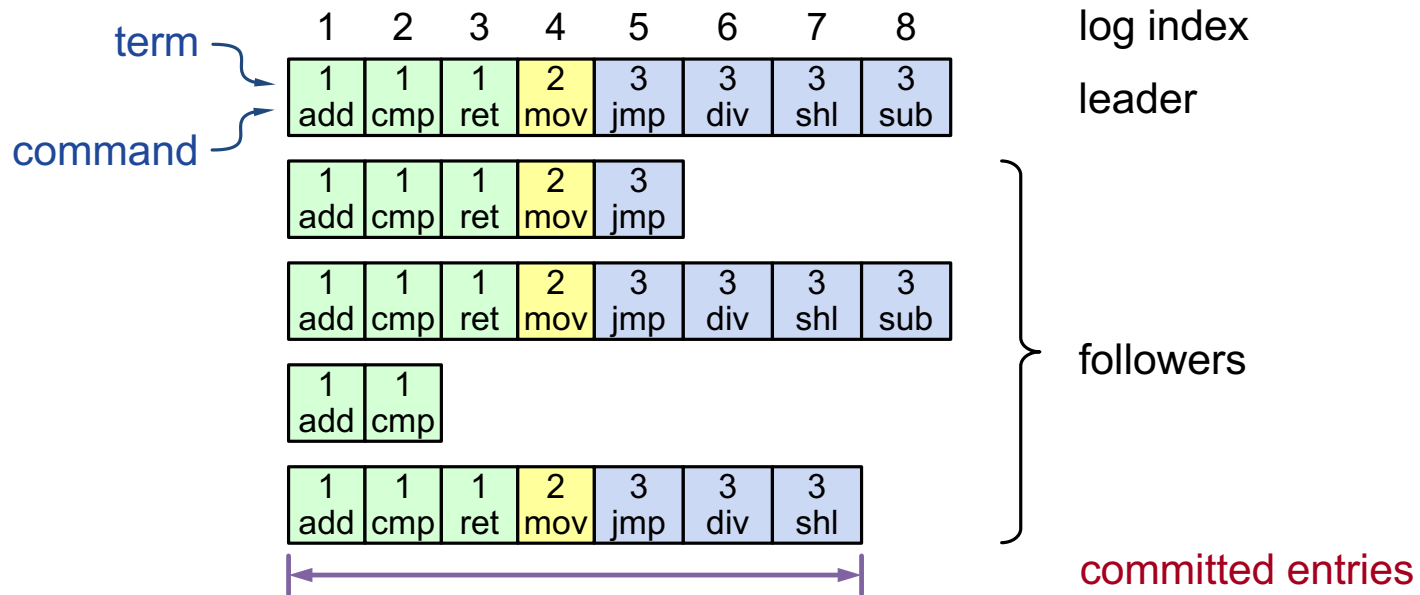 1 2 3 4 5 6 7 8 log index
term
1 1 1 2 3 3 3 3
add cmp ret mov jmp div shl sub
leader
command
1 1 1 2 3
add cmp ret mov jmp
1 1 1 2 3 3 3 3
add cmp ret mov jmp div shl sub
followers
1 1
add cmp
1 1 1 2 3 3 3
add cmp ret mov jmp div shl
committed entries